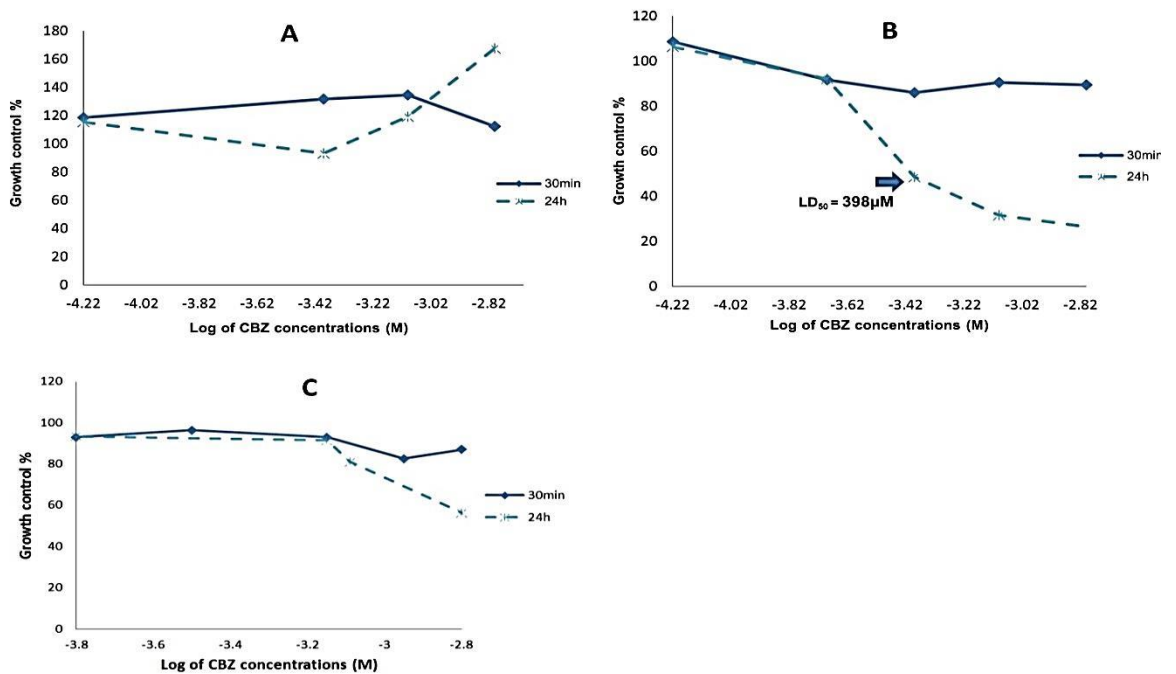 A
180
160
140
120
100
80
60
40
20
0
Growth control %
-4.22 -4.02 -3.82 -3.62 -3.42 -3.22 -3.02 -2.82
Log of CBZ concentrations (M)
30min
24h
B
120
100
80
60
40
20
0
Growth control %
LD₅₀ = 398µM
-4.22 -4.02 -3.82 -3.62 -3.42 -3.22 -3.02 -2.82
Log of CBZ concentrations (M)
30min
24h
C
120
100
80
60
40
20
0
Growth control %
-3.8 -3.6 -3.4 -3.2 -3 -2.8
Log of CBZ concentrations (M)
30min
24h